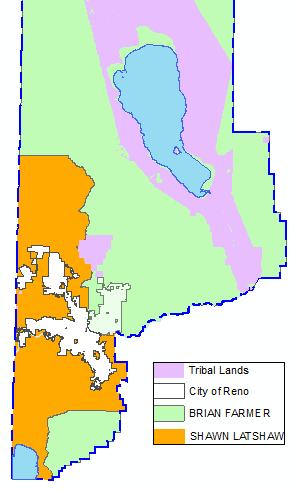 Tribal Lands
City of Reno
BRIAN FARMER
SHAWN LATSHAW